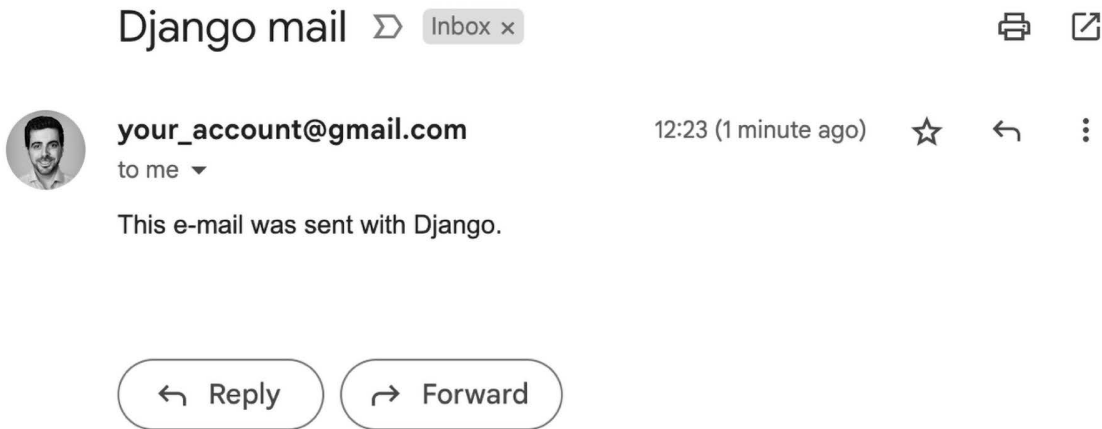 Django mail Inbox ×
your_account@gmail.com 12:23 (1 minute ago)
to me
This e-mail was sent with Django.
Reply Forward